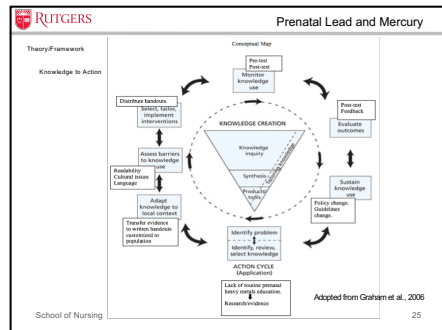 RUTGERS
Prenatal Lead and Mercury
Theory/Framework
Knowledge to Action
Conceptual Map
Pre-test
Post-test
Monitor
knowledge
use
Distribute handouts.
Select, tailor,
implement
interventions
Post-test
Feedback
Evaluate
outcomes
KNOWLEDGE CREATION
Knowledge
inquiry
Synthesis
Products/
tools
Tailoring knowledge
Assess barriers
to knowledge
use
Readability
Cultural issues
Language
Sustain
knowledge
use
Policy change.
Guidelines
change.
Adapt
knowledge to
local context
Transfer evidence
to written handouts
customized to
population
Identify problem
Identify, review,
select knowledge
ACTION CYCLE
(Application)
Lack of routine prenatal
heavy metals education.
Research/evidence
Adopted from Graham et al., 2006
School of Nursing
25